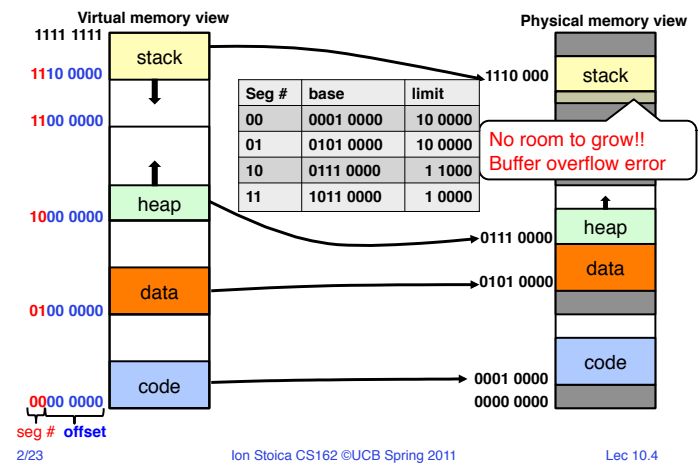 Virtual memory view
1111 1111
stack
1110 0000
1100 0000
heap
1000 0000
data
0100 0000
code
0000 0000
seg # offset
Seg # base limit
00 0001 0000 10 0000
01 0101 0000 10 0000
10 0111 0000 1 1000
11 1011 0000 1 0000
Physical memory view
1110 000
stack
No room to grow!!
Buffer overflow error
heap
0111 0000
data
0101 0000
code
0001 0000
0000 0000
2/23 Ion Stoica CS162 ©UCB Spring 2011 Lec 10.4